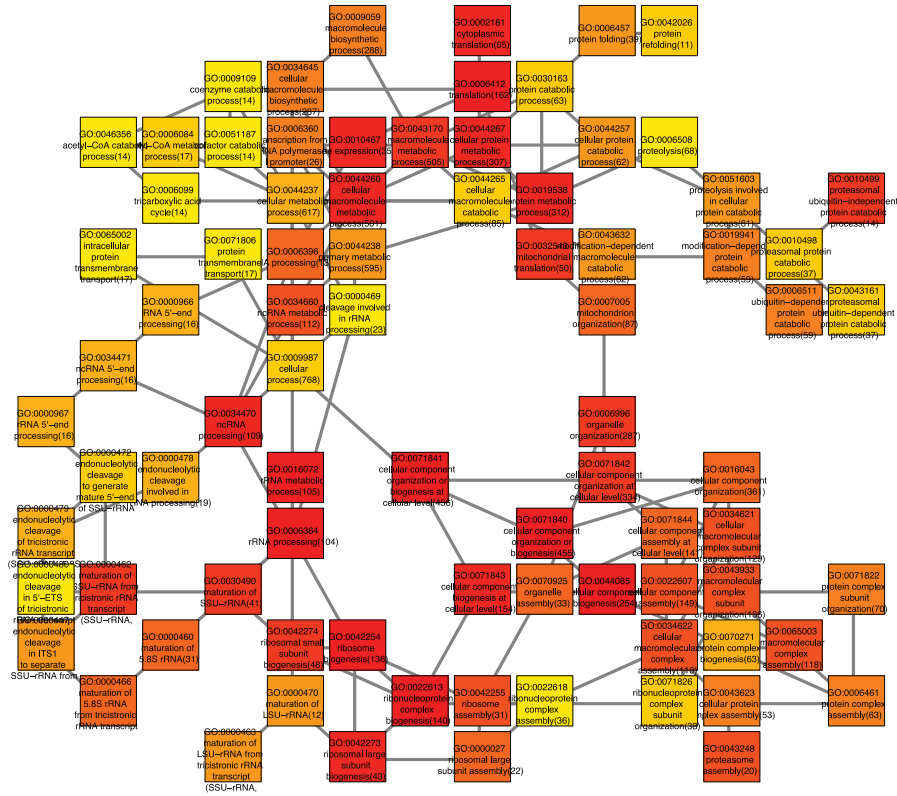 GO:0009059
macromolecule
biosynthetic
process(288)
GO:0002181
cytoplasmic
translation(65)
GO:0006457
protein folding(39)
GO:0042026
protein
refolding(11)
GO:0009109
coenzyme catabolic
process(14)
GO:0034645
cellular
macromolecule
biosynthetic
process(287)
GO:0006412
translation(162)
GO:0030163
protein catabolic
process(63)
GO:0046356
acetyl−CoA catabolic
process(14)
GO:0006084
process(17)
GO:0051187
cofactor catabolic
process(14)
GO:0006360
promoter(26)
GO:0010467
GO:0043170
macromolecule
metabolic
process(505)
GO:0044267
cellular protein
metabolic
process(307)
GO:0044257
cellular protein
catabolic
process(62)
GO:0006508
proteolysis(68)
GO:0006099
tricarboxylic acid
cycle(14)
GO:0044237
cellular metabolic
process(617)
GO:0044260
cellular
macromolecule
metabolic
process(501)
GO:0044265
cellular
macromolecule
catabolic
process(85)
GO:0019538
protein metabolic
process(312)
GO:0051603
proteolysis involved
in cellular
protein catabolic
process(61)
GO:0010499
proteasomal
ubiquitin−independent
protein catabolic
process(14)
GO:0065002
intracellular
protein
transmembrane
transport(17)
GO:0071806
protein
transmembrane
transport(17)
GO:0006396
GO:0044238
primary metabolic
process(595)
mitochondrial
translation(50)
GO:0043632
modification−dependent
macromolecule
catabolic
process(62)
GO:0019941
protein catabolic
process(59)
GO:0010498
proteasomal protein
catabolic
process(37)
GO:0000966
RNA 5'−end
processing(16)
GO:0034660
ncRNA metabolic
process(112)
GO:0000469
cleavage involved
in rRNA
processing(23)
GO:0007005
mitochondrion
organization(87)
GO:0006511
ubiquitin−dependent
protein catabolic
process(59)
GO:0043161
proteasomal
ubiquitin−dependent
protein catabolic
process(37)
GO:0034471
ncRNA 5'−end
processing(16)
GO:0009987
cellular
process(768)
GO:0000967
rRNA 5'−end
processing(16)
GO:0034470
ncRNA
processing(109)
GO:0006996
organelle
organization(287)
GO:0000472
endonucleolytic
cleavage
to generate
mature 5'−end
of SSU−rRNA
GO:0000478
endonucleolytic
cleavage
involved in
GO:0016072
rRNA metabolic
process(105)
GO:0071841
cellular component
organization or
biogenesis at
cellular level(436)
GO:0071842
cellular component
organization at
cellular level(334)
GO:0016043
cellular component
organization(361)
GO:0000479
endonucleolytic
cleavage
of tricistronic
rRNA transcript
GO:0006364
rRNA processing(104)
GO:0071840
cellular component
organization or
biogenesis(455)
GO:0071844
cellular component
assembly at
cellular level(141)
GO:0034621
cellular
macromolecular
complex subunit
organization(129)
endonucleolytic
cleavage
in 5'−ETS
of tricistronic
GO:0000462
maturation of
SSU−rRNA from
tricistronic rRNA
transcript
(SSU−rRNA,
GO:0030490
maturation of
SSU−rRNA(41)
GO:0071843
cellular component
biogenesis at
cellular level(154)
GO:0070925
organelle
assembly(33)
GO:0044085
cellular component
biogenesis(254)
GO:0022607
cellular component
assembly(149)
GO:0043933
macromolecular
complex subunit
organization(136)
GO:0071822
protein complex
subunit
organization(70)
GO:0000447
endonucleolytic
cleavage
in ITS1
to separate
SSU−rRNA from
GO:0000460
maturation of
5.8S rRNA(31)
GO:0042274
ribosomal small
subunit
biogenesis(48)
GO:0042254
ribosome
biogenesis(136)
GO:0034622
cellular
macromolecular
complex
GO:0070271
protein complex
biogenesis(63)
GO:0065003
macromolecular
complex
assembly(118)
GO:0000466
maturation of
5.8S rRNA
from tricistronic
rRNA transcript
GO:0000470
maturation of
LSU−rRNA(12)
GO:0022613
ribonucleoprotein
complex
biogenesis(140)
GO:0042255
ribosome
assembly(31)
GO:0022618
ribonucleoprotein
complex
assembly(36)
GO:0071826
ribonucleoprotein
complex
subunit
organization(38)
GO:0043623
cellular protein
complex assembly(53)
GO:0006461
protein complex
assembly(63)
GO:0000463
maturation of
LSU−rRNA from
tricistronic rRNA
transcript
(SSU−rRNA,
GO:0042273
ribosomal large
subunit
biogenesis(43)
GO:0000027
ribosomal large
subunit assembly(22)
GO:0043248
proteasome
assembly(20)